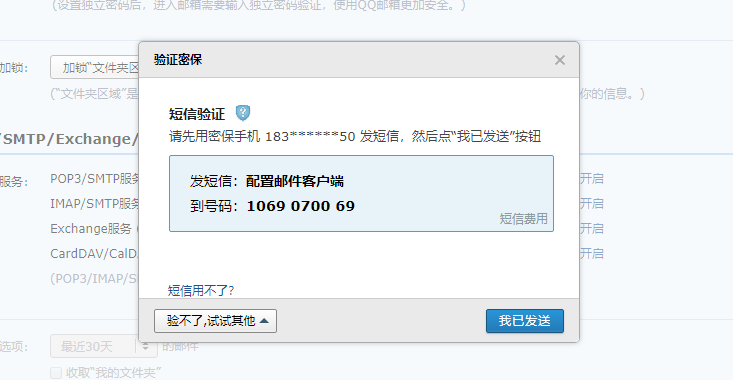 (设置独立密码后，进入邮箱需要输入独立密码验证，使用QQ邮箱更加安全。)
验证密保
加锁：
加锁“文件夹区
(“文件夹区域”是
你的信息。)
短信验证
请先用密保手机 183******50 发短信，然后点“我已发送”按钮
/SMTP/Exchange/
发短信：配置邮件客户端
到号码：1069 0700 69
短信费用
服务：
POP3/SMTP服务
开启
IMAP/SMTP服务
开启
Exchange服务
开启
CardDAV/CalD
开启
(POP3/IMAP/S
短信用不了？
验不了,试试其他
我已发送
选项：
最近30天
的邮件
收取“我的文件夹”